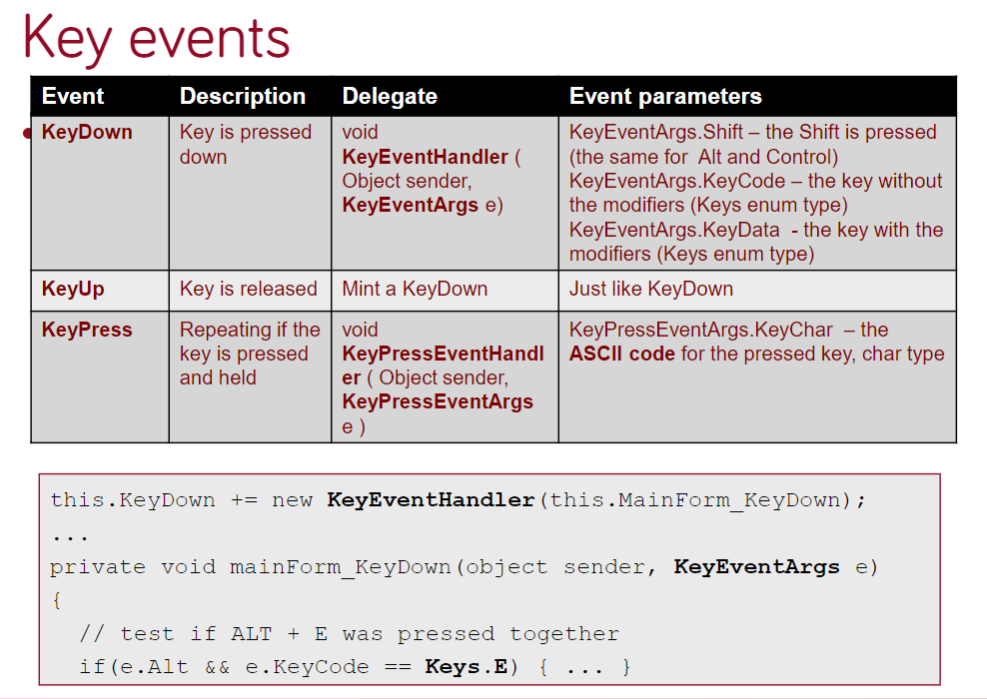 Key events
Event Description Delegate Event parameters
• KeyDown
Key is pressed
down
void
KeyEventHandler (
Object sender,
KeyEventArgs e)
KeyEventArgs.Shift – the Shift is pressed
(the same for  Alt and Control)
KeyEventArgs.KeyCode – the key without
the modifiers (Keys enum type)
KeyEventArgs.KeyData  - the key with the
modifiers (Keys enum type)
KeyUp
Key is released
Mint a KeyDown
Just like KeyDown
KeyPress
Repeating if the
key is pressed
and held
void
KeyPressEventHandl
er ( Object sender,
KeyPressEventArgs
e )
KeyPressEventArgs.KeyChar  – the
ASCII code for the pressed key, char type
this.KeyDown += new KeyEventHandler(this.MainForm_KeyDown);
...
private void mainForm_KeyDown(object sender, KeyEventArgs e)
{
  // test if ALT + E was pressed together
  if(e.Alt && e.KeyCode == Keys.E) { ... }